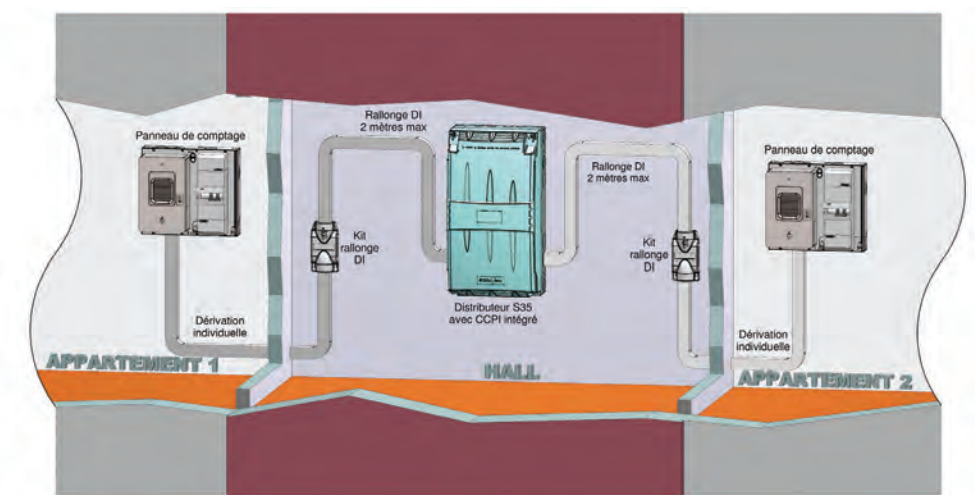 Rallonge DI
2 mètres max
Panneau de comptage
Panneau de comptage
Rallonge DI
2 mètres max
Kit
rallonge
DI
Kit
rallonge
DI
Distributeur S35
avec CCPI intégré
Dérivation
individuelle
Dérivation
individuelle
APPARTEMENT 1
HALL
APPARTEMENT 2